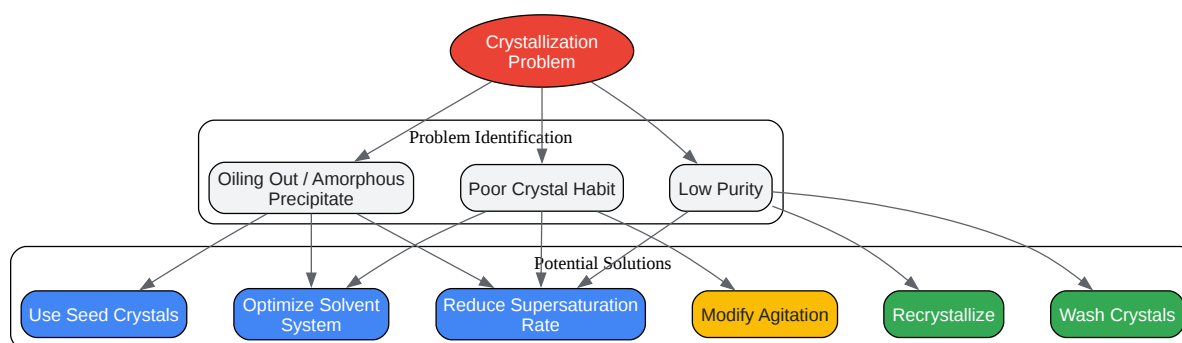 Crystallization
Problem
Problem Identification
Oiling Out / Amorphous
Precipitate
Poor Crystal Habit
Low Purity
Potential Solutions
Use Seed Crystals
Optimize Solvent
System
Reduce Supersaturation
Rate
Modify Agitation
Recrystallize
Wash Crystals